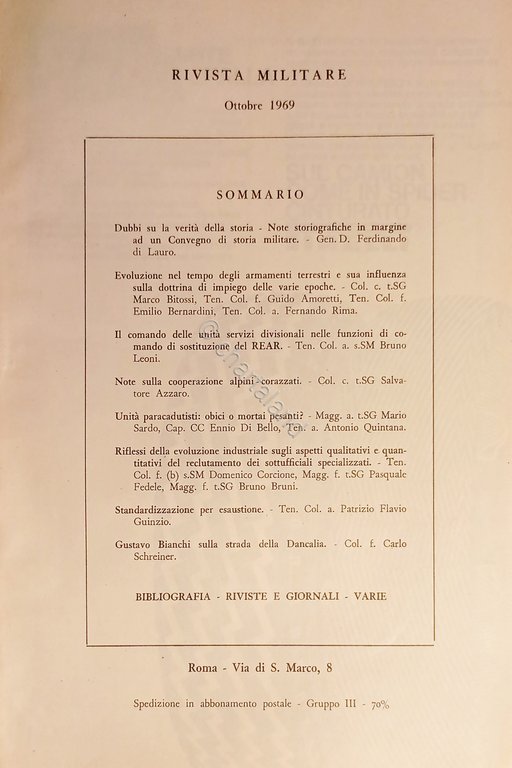 RIVISTA MILITARE
Ottobre 1969
SOMMARIO
Dubbi su la verità della storia - Note storiografiche in margine
ad un Convegno di storia militare. - Gen. D. Ferdinando
di Lauro.
Evoluzione nel tempo degli armamenti terrestri e sua influenza
sulla dottrina di impiego delle varie epoche. - Col. c. t.SG
Marco Bitossi, Ten. Col. f. Guido Amoretti, Ten. Col. f.
Emilio Bernardini, Ten. Col. a. Fernando Rima.
Il comando delle unità servizi divisionali nelle funzioni di co-
mando di sostituzione del REAR. - Ten. Col. a. s.SM Bruno
Leoni.
Note sulla cooperazione alpini-corazzati. - Col. c. t.SG Salva-
tore Azzaro.
Unità paracadutisti: obici o mortai pesanti? - Magg. a. t.SG Mario
Sardo, Cap. CC Ennio Di Bello, Ten. a. Antonio Quintana.
Riflessi della evoluzione industriale sugli aspetti qualitativi e quan-
titativi del reclutamento dei sottufficiali specializzati. - Ten.
Col. f. (b) s.SM Domenico Corcione, Magg. f. t.SG Pasquale
Fedele, Magg. f. t.SG Bruno Bruni.
Standardizzazione per esaustione. - Ten. Col. a. Patrizio Flavio
Guinzio.
Gustavo Bianchi sulla strada della Dancalia. - Col. f. Carlo
Schreiner.
BIBLIOGRAFIA - RIVISTE E GIORNALI - VARIE
Roma - Via di S. Marco, 8
Spedizione in abbonamento postale - Gruppo III - 70%